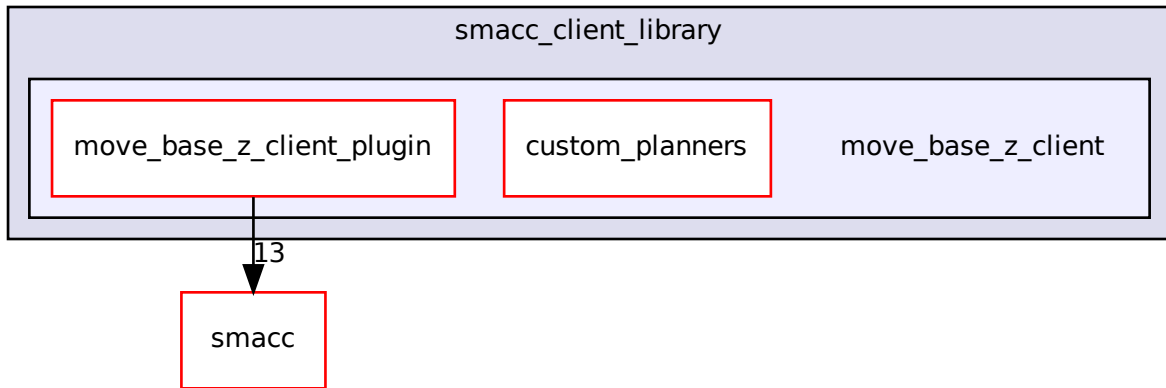 smacc_client_library
move_base_z_client_plugin
custom_planners
move_base_z_client
13
smacc